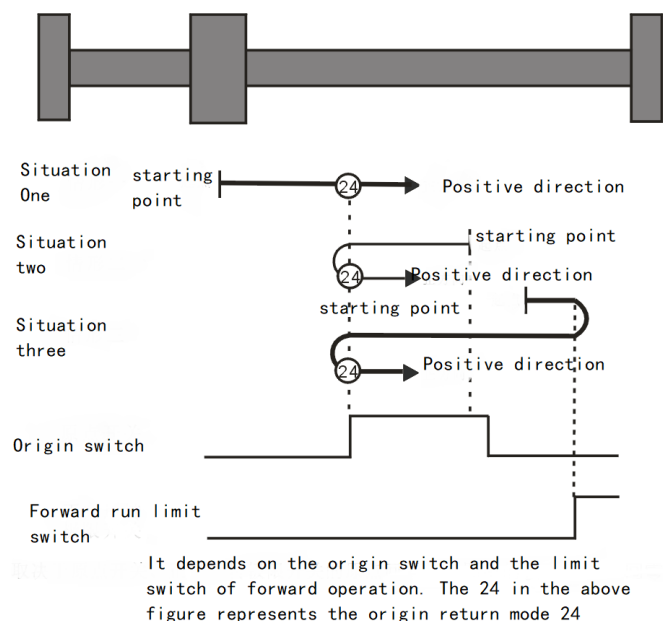 Situation
One
starting
point
24
Positive direction
Situation
two
starting point
24
Positive direction
starting point
Situation
three
24
Positive direction
Origin switch
Forward run limit
switch
It depends on the origin switch and the limit
switch of forward operation. The 24 in the above
figure represents the origin return mode 24